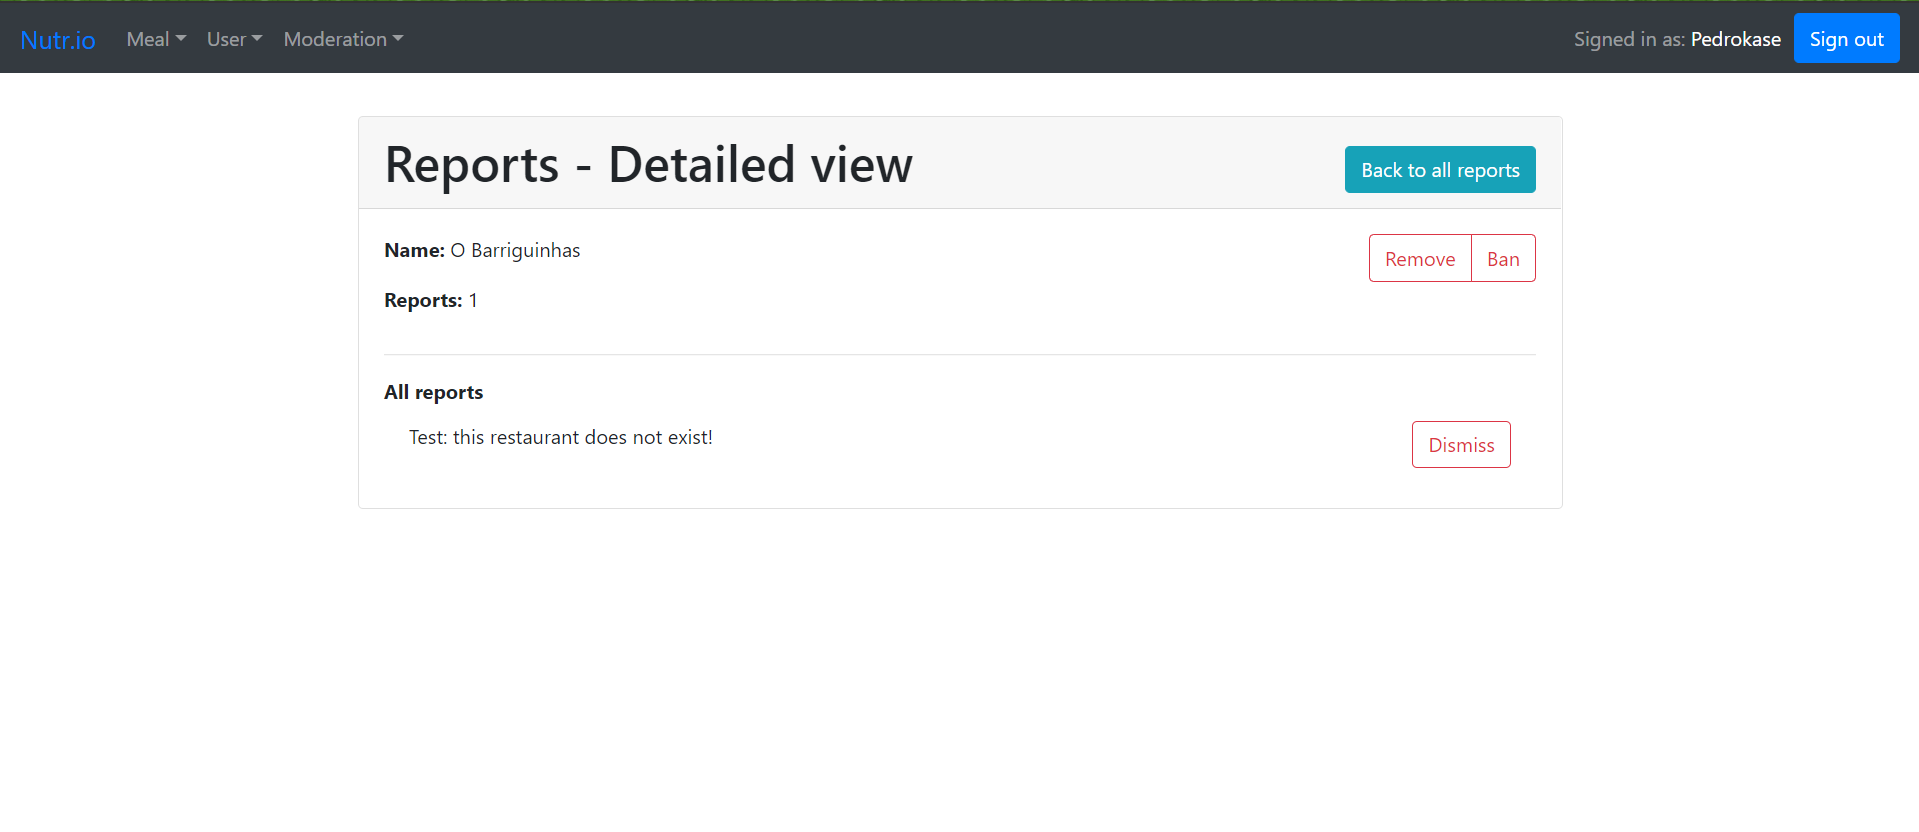 Nutr.io Meal User Moderation Signed in as: Pedrokase Sign out
Reports - Detailed view Back to all reports
Name: O Barriguinhas Remove Ban
Reports: 1
All reports
Test: this restaurant does not exist! Dismiss